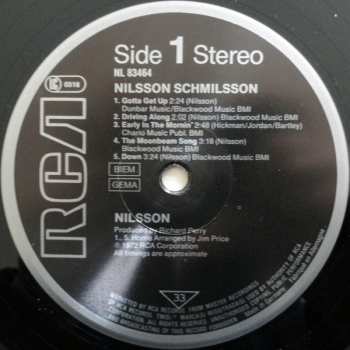 RCA
0316
Side 1 Stereo
NL 83464
NILSSON SCHMILSSON
1. Gotta Get Up 2:24 (Nilsson)
Dunbar Music/Blackwood Music BMI
2. Driving Along 2:02 (Nilsson) Blackwood Music BMI
3. Early In The Mornin' 2:48 (Hickman/Jordan/Bartley)
Chano Music Publ. BMI
4. The Moonbeam Song 3:18 (Nilsson)
Blackwood Music BMI
5. Down 3:24 (Nilsson) Blackwood Music BMI
BIEM
GEMA
NILSSON
Produced by Richard Perry
1., 5. Horns Arranged by Jim Price
℗ 1972 RCA Corporation
All timings are approximate
33